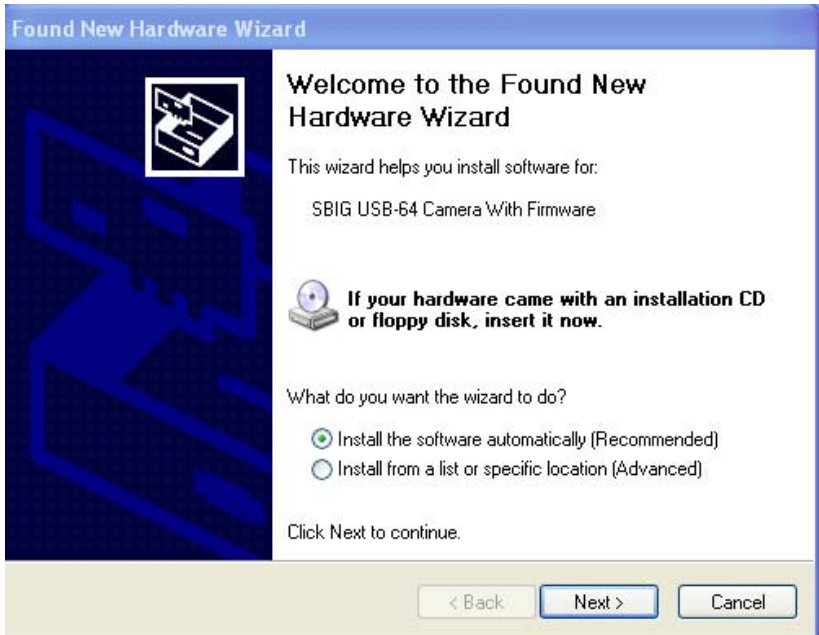 Found New Hardware Wizard
Welcome to the Found New
Hardware Wizard
This wizard helps you install software for:
SBIG USB-64 Camera With Firmware
If your hardware came with an installation CD
or floppy disk, insert it now.
What do you want the wizard to do?
Install the software automatically (Recommended)
Install from a list or specific location (Advanced)
Click Next to continue.
< Back
Next >
Cancel